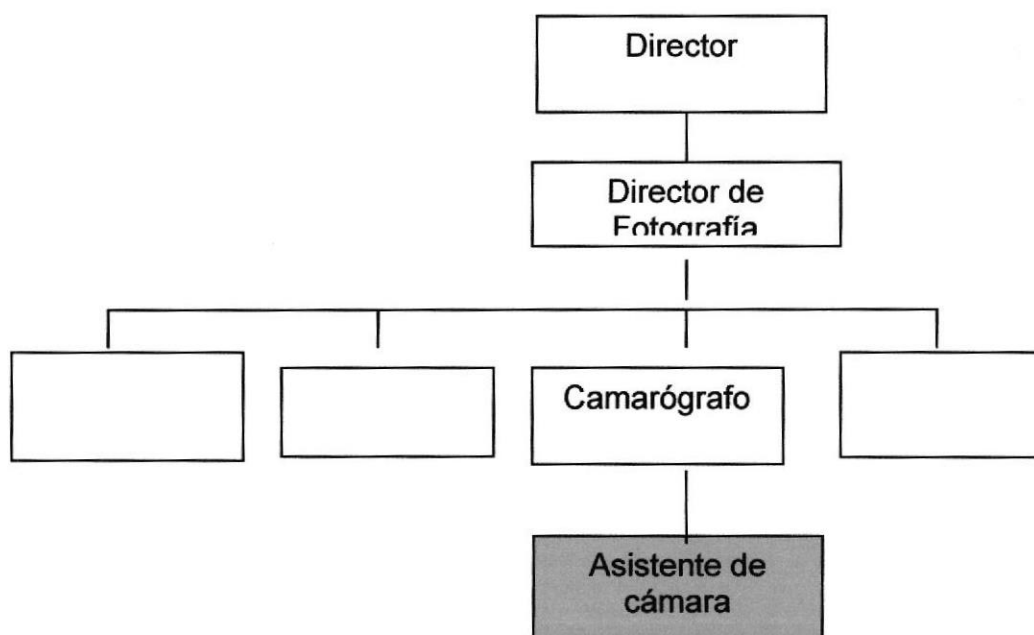 Director
Director de
Fotografía
Camarógrafo
Asistente de
cámara